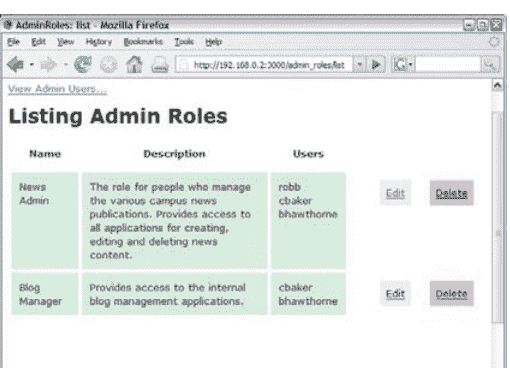 AdminRoles: list - Mozilla Firefox
File Edit View History Bookmarks Tools Help
http://192.168.0.2:3000/admin_roles/list
View Admin Users...
Listing Admin Roles
Name Description Users
News Admin
The role for people who manage
the various campus news
publications. Provides access to
all applications for creating,
editing and deleting news
content.
robb
cbaker
bhawthorne
Edit Delete
Blog Manager
Provides access to the internal
blog management applications.
cbaker
bhawthorne
Edit Delete